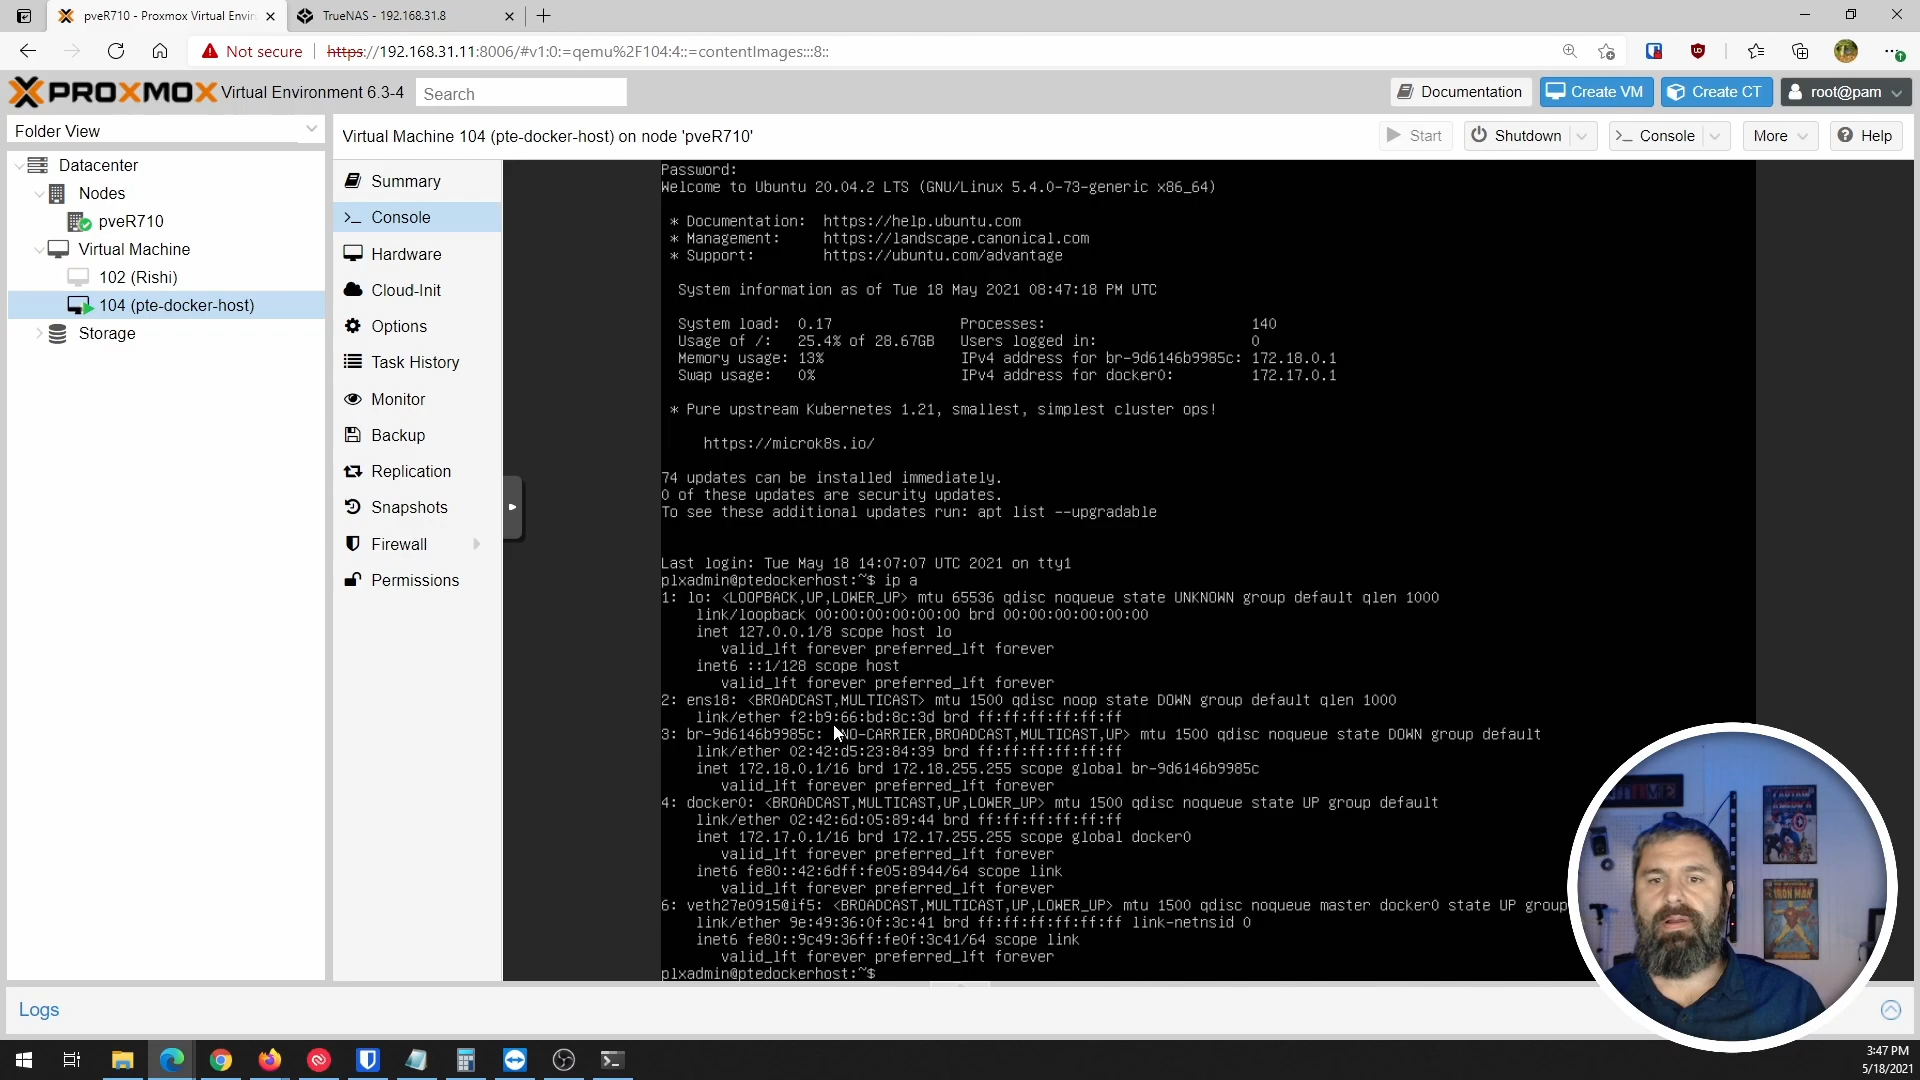 pveR710 - Proxmox Virtual Envir
TrueNAS - 192.168.31.8
Not secure
https://192.168.31.11:8006/#v1:0:=qemu%2F104:4::=contentImages:::8::
PROXMOX Virtual Environment 6.3-4
Search
Documentation
Create VM
Create CT
root@pam
Folder View
Virtual Machine 104 (pte-docker-host) on node 'pveR710'
Start
Shutdown
Console
More
Help
Datacenter
Nodes
pveR710
Virtual Machine
102 (Rishi)
104 (pte-docker-host)
Storage
Summary
Console
Hardware
Cloud-Init
Options
Task History
Monitor
Backup
Replication
Snapshots
Firewall
Permissions
Password:
Welcome to Ubuntu 20.04.2 LTS (GNU/Linux 5.4.0-73-generic x86_64)
* Documentation:  https://help.ubuntu.com
* Management:     https://landscape.canonical.com
* Support:        https://ubuntu.com/advantage
System information as of Tue 18 May 2021 08:47:18 PM UTC
System load:  0.17               Processes:                        140
Usage of /:   25.4% of 28.67GB   Users logged in:                  0
Memory usage: 13%                IPv4 address for br-9d6146b9985c: 172.18.0.1
Swap usage:   0%                 IPv4 address for docker0:         172.17.0.1
* Pure upstream Kubernetes 1.21, smallest, simplest cluster ops!
https://microk8s.io/
74 updates can be installed immediately.
0 of these updates are security updates.
To see these additional updates run: apt list --upgradable
Last login: Tue May 18 14:07:07 UTC 2021 on tty1
plxadmin@ptedockerhost:~$ ip a
1: lo: <LOOPBACK,UP,LOWER_UP> mtu 65536 qdisc noqueue state UNKNOWN group default qlen 1000
link/loopback 00:00:00:00:00:00 brd 00:00:00:00:00:00
inet 127.0.0.1/8 scope host lo
valid_lft forever preferred_lft forever
inet6 ::1/128 scope host
valid_lft forever preferred_lft forever
2: ens18: <BROADCAST,MULTICAST> mtu 1500 qdisc noop state DOWN group default qlen 1000
link/ether f2:b9:66:bd:8c:3d brd ff:ff:ff:ff:ff:ff
3: br-9d6146b9985c: <NO-CARRIER,BROADCAST,MULTICAST,UP> mtu 1500 qdisc noqueue state DOWN group default
link/ether 02:42:d5:23:84:39 brd ff:ff:ff:ff:ff:ff
inet 172.18.0.1/16 brd 172.18.255.255 scope global br-9d6146b9985c
valid_lft forever preferred_lft forever
4: docker0: <BROADCAST,MULTICAST,UP,LOWER_UP> mtu 1500 qdisc noqueue state UP group default
link/ether 02:42:6d:05:89:44 brd ff:ff:ff:ff:ff:ff
inet 172.17.0.1/16 brd 172.17.255.255 scope global docker0
valid_lft forever preferred_lft forever
inet6 fe80::42:6dff:fe05:8944/64 scope link
valid_lft forever preferred_lft forever
6: veth27e0915@if5: <BROADCAST,MULTICAST,UP,LOWER_UP> mtu 1500 qdisc noqueue master docker0 state UP group
link/ether 9e:49:36:0f:3c:41 brd ff:ff:ff:ff:ff:ff link-netnsid 0
inet6 fe80::9c49:36ff:fe0f:3c41/64 scope link
valid_lft forever preferred_lft forever
plxadmin@ptedockerhost:~$
CAPTAIN AMERICA
IRON MAN
Logs
3:47 PM
5/18/2021